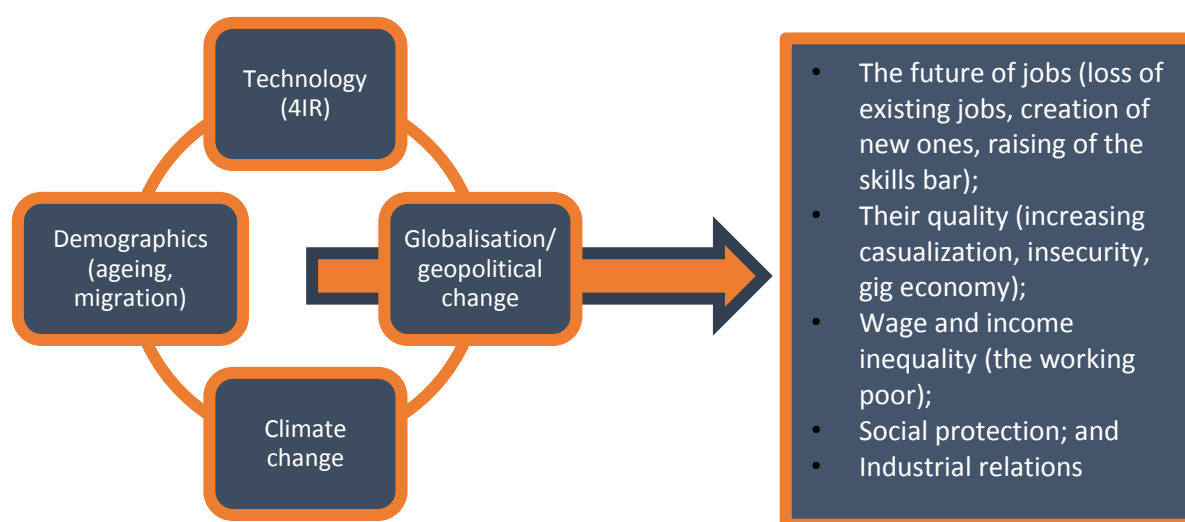 Technology
(4IR)
Demographics
(ageing,
migration)
Globalisation/
geopolitical
change
Climate
change
• The future of jobs (loss of
existing jobs, creation of
new ones, raising of the
skills bar);
• Their quality (increasing
casualization, insecurity,
gig economy);
• Wage and income
inequality (the working
poor);
• Social protection; and
• Industrial relations